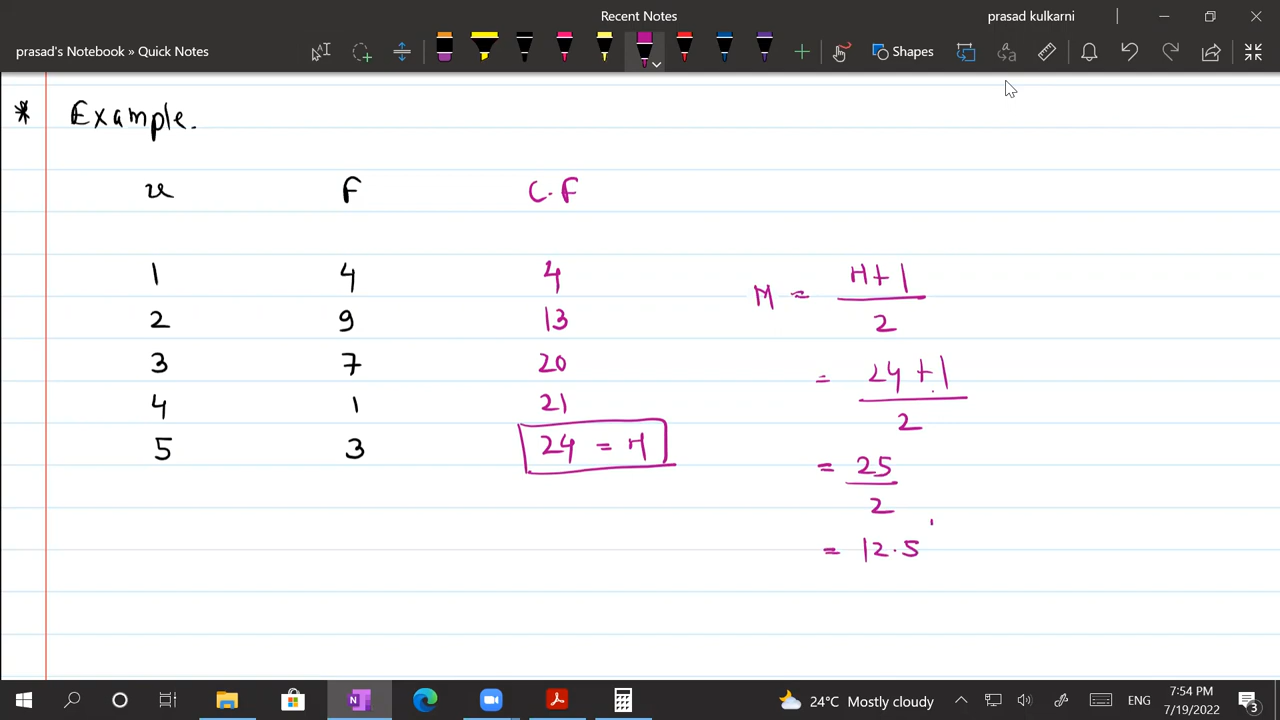 Recent Notes
prasad kulkarni
prasad's Notebook » Quick Notes
Shapes
* Example.
x F C.F
1 4 4
2 9 13
3 7 20
4 1 21
5 3 24 = N
M = N+1
2
= 24 + 1
2
= 25
2
= 12.5
24°C Mostly cloudy
ENG
7:54 PM
7/19/2022
3